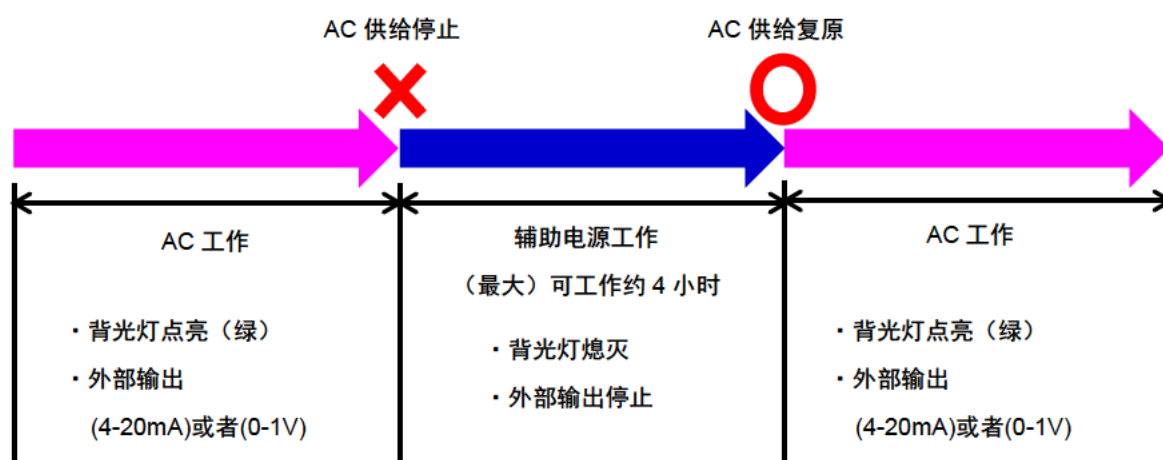 AC 供给停止
AC 供给复原
AC 工作
・背光灯点亮（绿）
・外部输出
(4-20mA)或者(0-1V)
辅助电源工作
（最大）可工作约 4 小时
・背光灯熄灭
・外部输出停止
AC 工作
・背光灯点亮（绿）
・外部输出
(4-20mA)或者(0-1V)